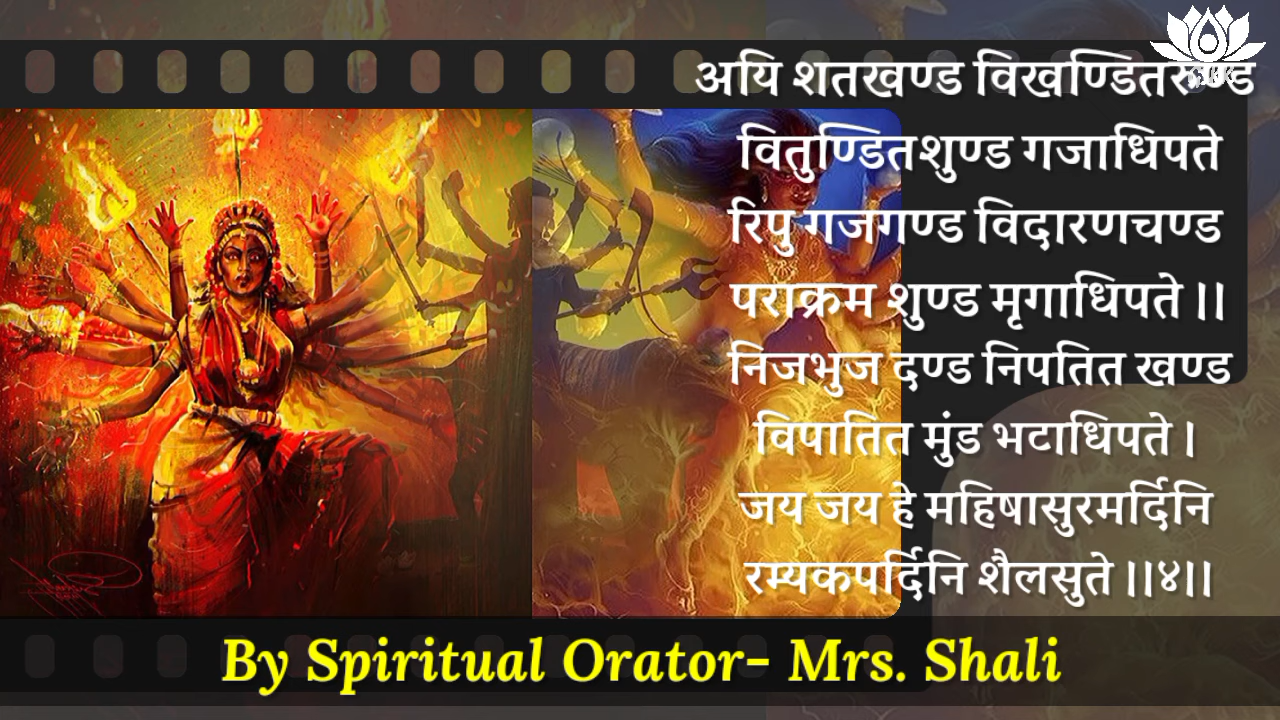 अयि शतखण्ड विखण्डितरुण्ड
वितुण्डितशुण्ड गजाधिपते
रिपु गजगण्ड विदारणचण्ड
पराक्रम शुण्ड मृगाधिपते ।।
निजभुज दण्ड निपतित खण्ड
विपातित मुंड भटाधिपते ।
जय जय हे महिषासुरमर्दिनि
रम्यकपर्दिनि शैलसुते ।।४।।
By Spiritual Orator- Mrs. Shali